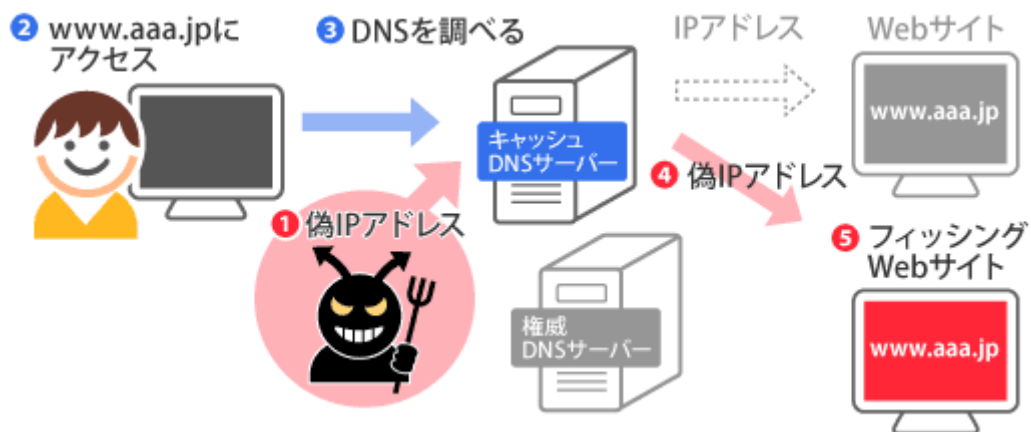 ❷ www.aaa.jpに
アクセス
❸ DNSを調べる
IPアドレス
Webサイト
www.aaa.jp
キャッシュ
DNSサーバー
❹ 偽IPアドレス
❶ 偽IPアドレス
❺ フィッシング
Webサイト
権威
DNSサーバー
www.aaa.jp